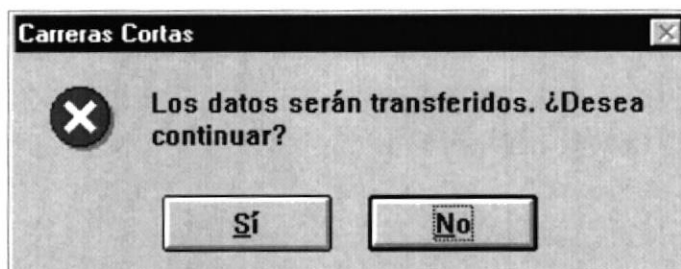 Carreras Cortas
Los datos serán transferidos. ¿Desea
continuar?
Sí
No